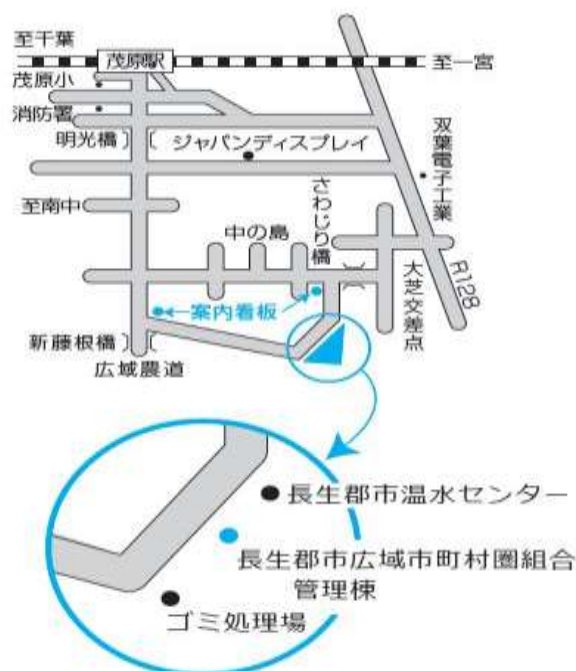 至千葉
茂原駅
至一宮
茂原小
消防署
明光橋
ジャパンディスプレイ
双葉電子工業
さわじり橋
至南中
中の島
大芝交差点
R128
案内看板
新藤根橋
広域農道
長生郡市温水センター
長生郡市広域市町村圏組合
管理棟
ゴミ処理場